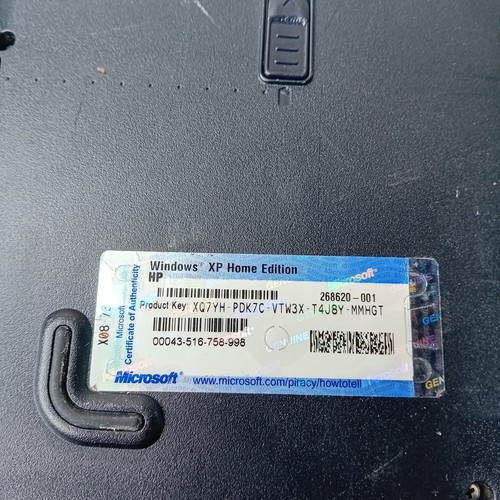 Windows® XP Home Edition
HP
268620-001
Product Key: XQ7YH-PDK7C-VTW3X-T4J8Y-MMHGT
00043-516-758-998
Microsoft®
www.microsoft.com/piracy/howtotell
Microsoft
Certificate of Authenticity
GENUINE